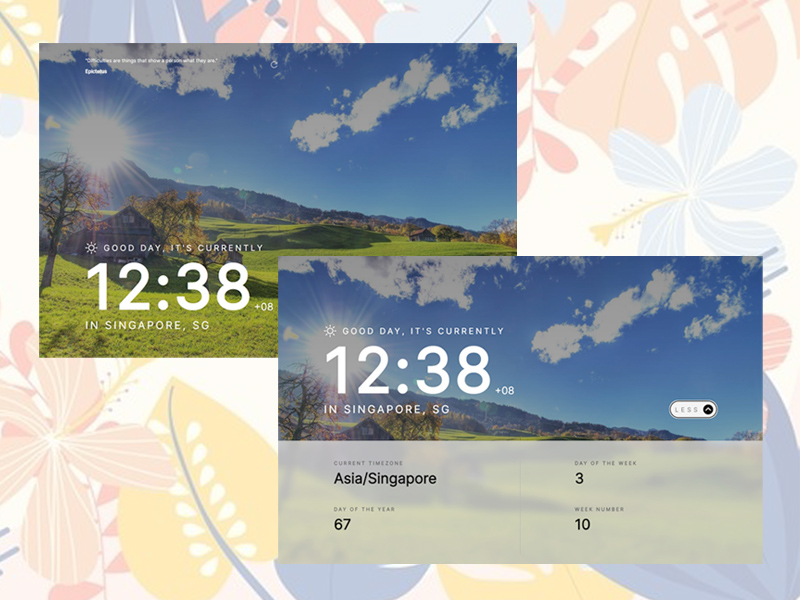 "Difficulties are things that show a person what they are."
Epictetus
GOOD DAY, IT'S CURRENTLY
12:38 +08
IN SINGAPORE, SG
GOOD DAY, IT'S CURRENTLY
12:38 +08
IN SINGAPORE, SG
LESS
CURRENT TIMEZONE
Asia/Singapore
DAY OF THE YEAR
67
DAY OF THE WEEK
3
WEEK NUMBER
10